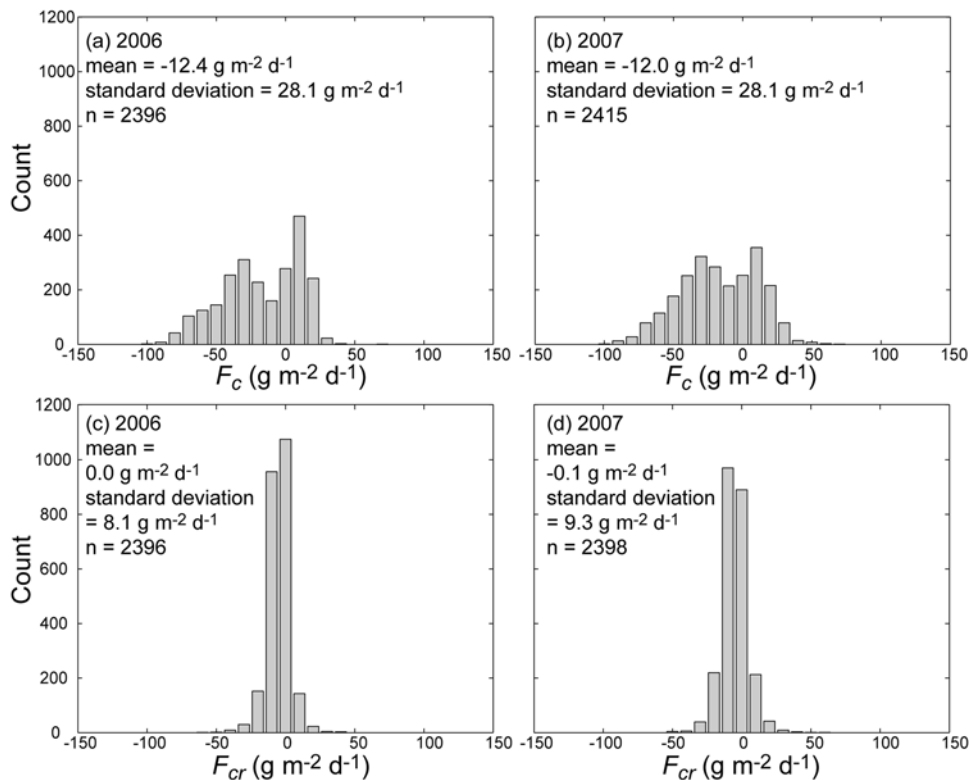 (a) 2006
mean = -12.4 g m-2 d-1
standard deviation = 28.1 g m-2 d-1
n = 2396
Count
1200
1000
800
600
400
200
0
-150
-100
-50
0
50
100
150
Fc (g m-2 d-1)
(b) 2007
mean = -12.0 g m-2 d-1
standard deviation = 28.1 g m-2 d-1
n = 2415
-150
-100
-50
0
50
100
150
Fc (g m-2 d-1)
(c) 2006
mean =
0.0 g m-2 d-1
standard deviation
= 8.1 g m-2 d-1
n = 2396
Count
1200
1000
800
600
400
200
0
-150
-100
-50
0
50
100
150
Fcr (g m-2 d-1)
(d) 2007
mean =
-0.1 g m-2 d-1
standard deviation
= 9.3 g m-2 d-1
n = 2398
-150
-100
-50
0
50
100
150
Fcr (g m-2 d-1)